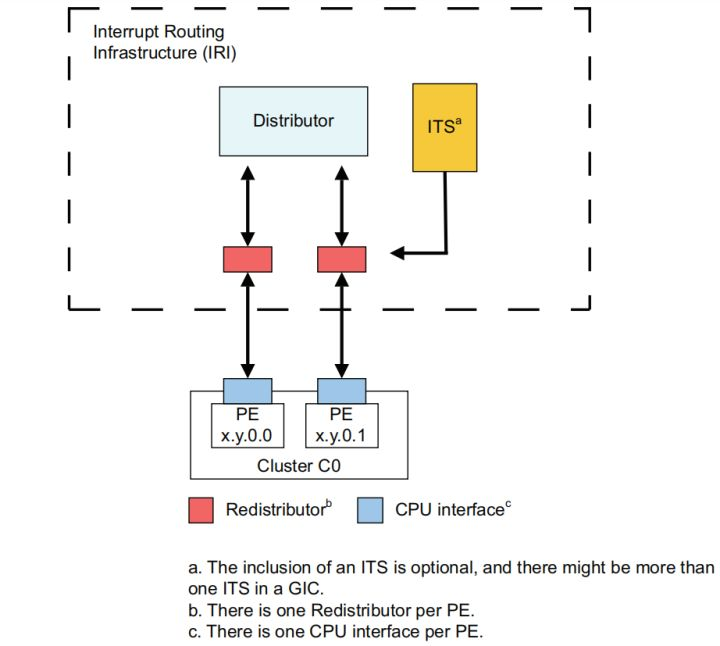 Interrupt Routing
Infrastructure (IRI)
Distributor
ITSa
PE
x.y.0.0
PE
x.y.0.1
Cluster C0
Redistributorb
CPU interfacec
a. The inclusion of an ITS is optional, and there might be more than
one ITS in a GIC.
b. There is one Redistributor per PE.
c. There is one CPU interface per PE.